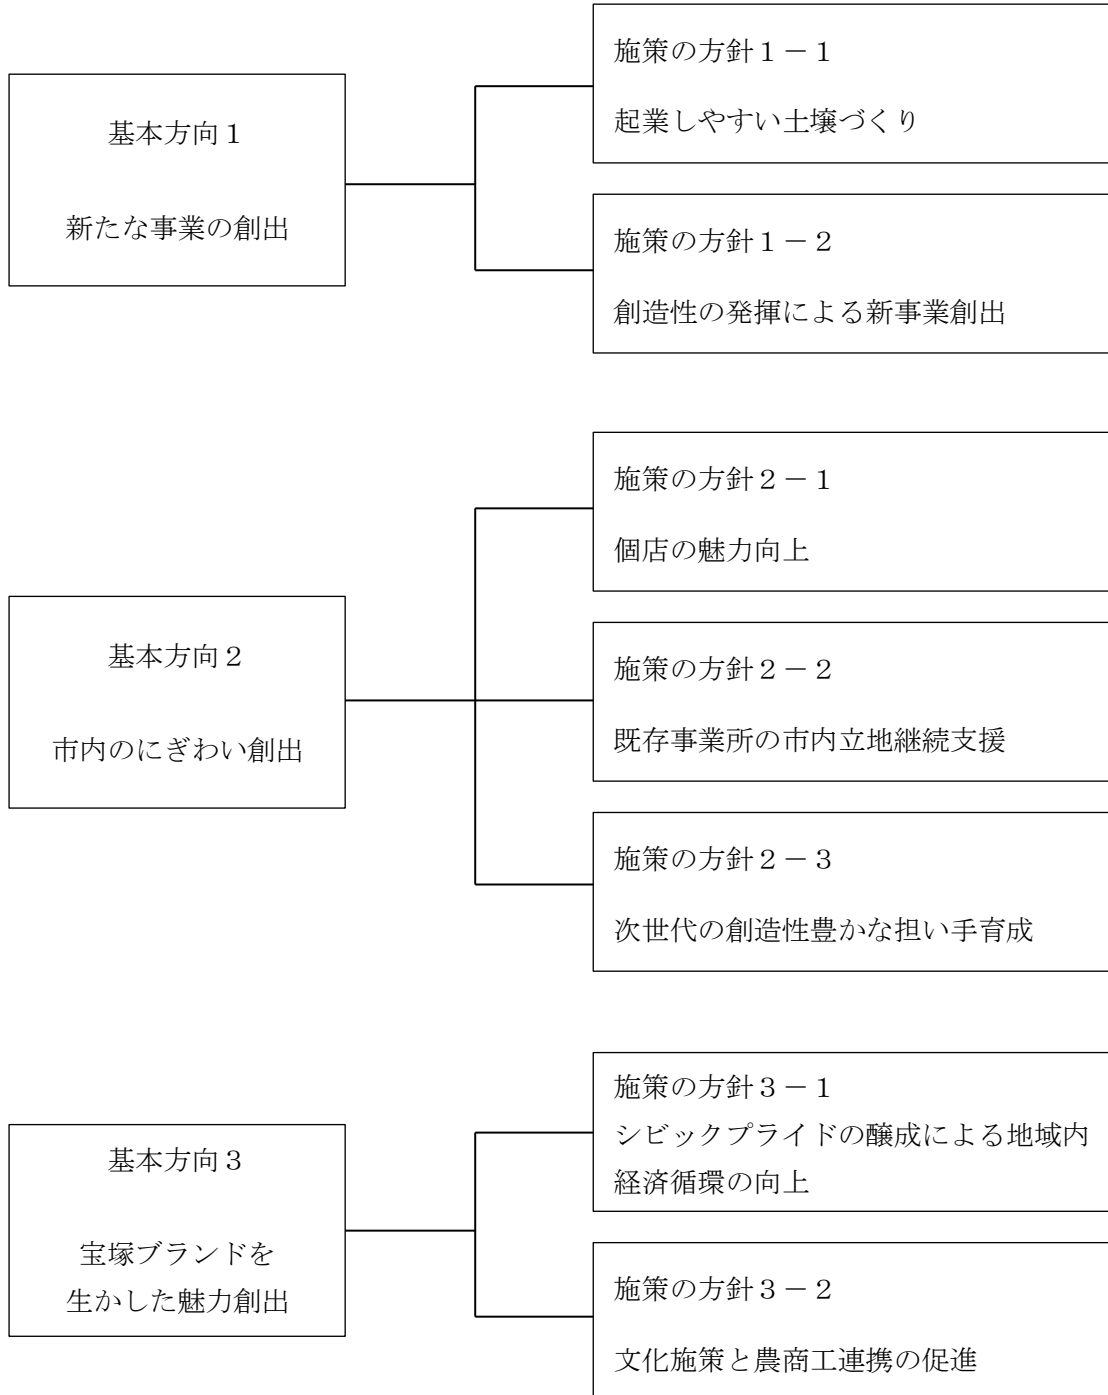 基本方向１
新たな事業の創出
施策の方針１－１
起業しやすい土壌づくり
施策の方針１－２
創造性の発揮による新事業創出
基本方向２
市内のにぎわい創出
施策の方針２－１
個店の魅力向上
施策の方針２－２
既存事業所の市内立地継続支援
施策の方針２－３
次世代の創造性豊かな担い手育成
基本方向３
宝塚ブランドを
生かした魅力創出
施策の方針３－１
シビックプライドの醸成による地域内
経済循環の向上
施策の方針３－２
文化施策と農商工連携の促進